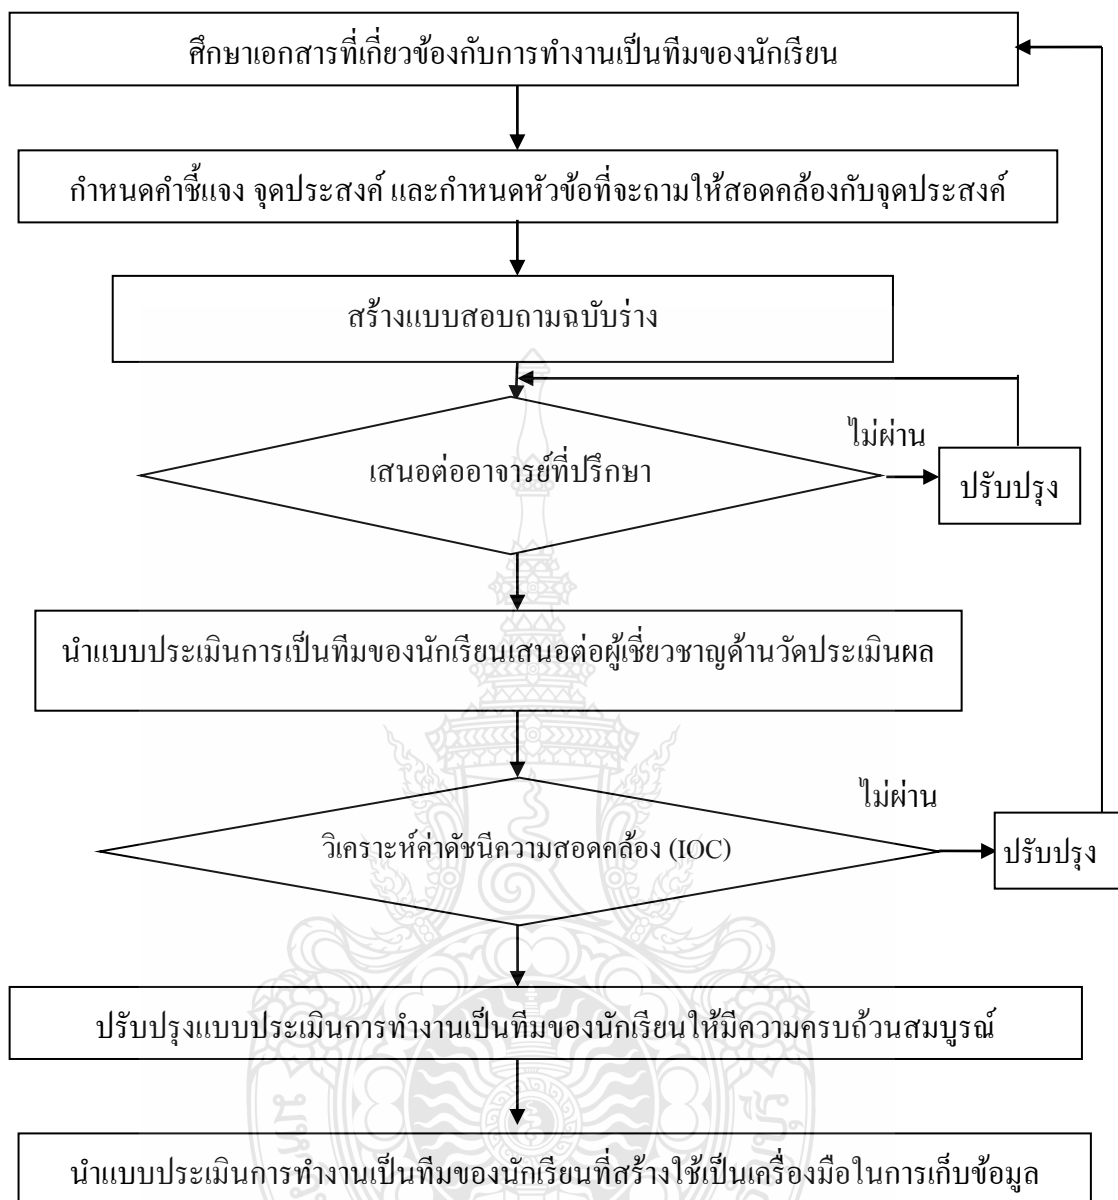 ศึกษาเอกสารที่เกี่ยวข้องกับการทำงานเป็นทีมของนักเรียน
กำหนดคำชี้แจง จุดประสงค์ และกำหนดหัวข้อที่จะถามให้สอดคล้องกับจุดประสงค์
สร้างแบบสอบถามฉบับร่าง
ไม่ผ่าน
เสนอต่ออาจารย์ที่ปรึกษา
ปรับปรุง
นำแบบประเมินการเป็นทีมของนักเรียนเสนอต่อผู้เชี่ยวชาญด้านวัดประเมินผล
ไม่ผ่าน
วิเคราะห์ค่าดัชนีความสอดคล้อง (IOC)
ปรับปรุง
ปรับปรุงแบบประเมินการทำงานเป็นทีมของนักเรียนให้มีความครบถ้วนสมบูรณ์
นำแบบประเมินการทำงานเป็นทีมของนักเรียนที่สร้างใช้เป็นเครื่องมือในการเก็บข้อมูล